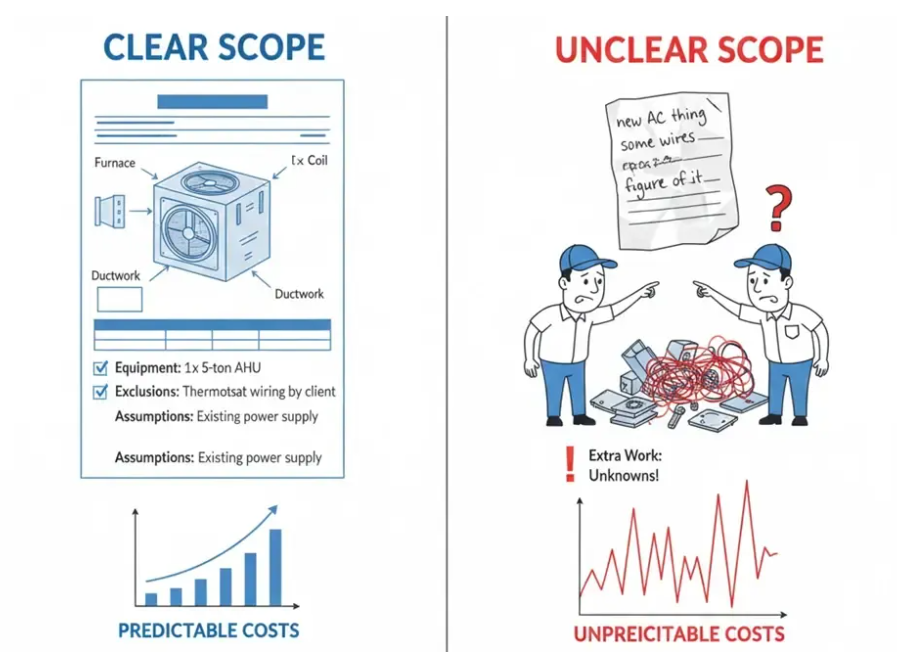 CLEAR SCOPE
Furnace
1x Coil
Ductwork
Ductwork
Equipment: 1x 5-ton AHU
Exclusions: Thermotsat wiring by client
Assumptions: Existing power supply
Assumptions: Existing power supply
PREDICTABLE COSTS
UNCLEAR SCOPE
new AC thing
some wires
figure of it
?
! Extra Work:
Unknowns!
UNPREICITABLE COSTS